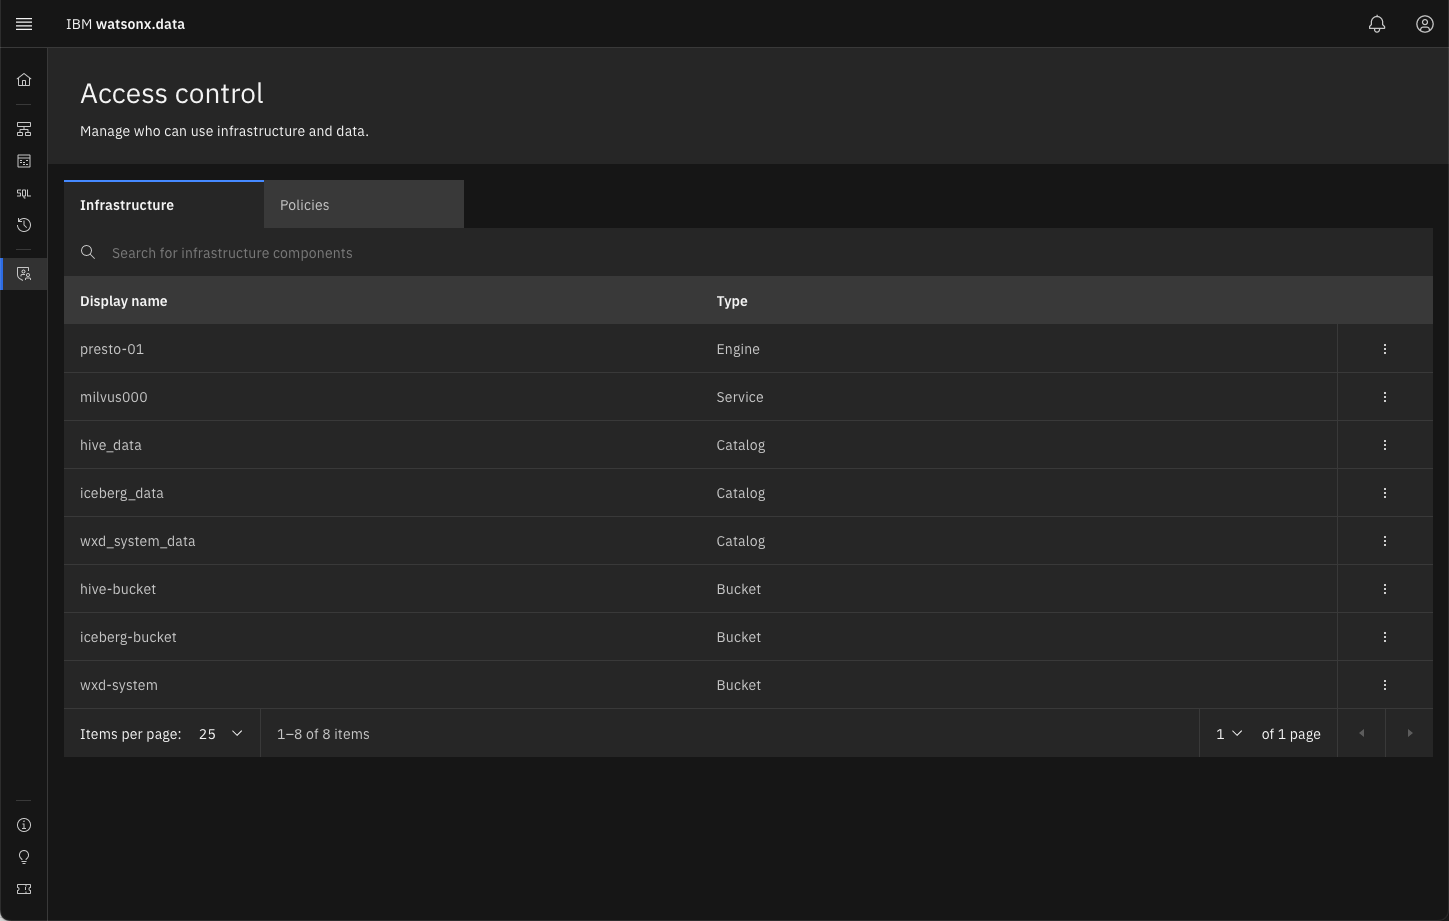 IBM watsonx.data
Access control
Manage who can use infrastructure and data.
Infrastructure Policies
Search for infrastructure components
Display name Type
presto-01 Engine
milvus000 Service
hive_data Catalog
iceberg_data Catalog
wxd_system_data Catalog
hive-bucket Bucket
iceberg-bucket Bucket
wxd-system Bucket
Items per page: 25 1–8 of 8 items 1 of 1 page
SQL